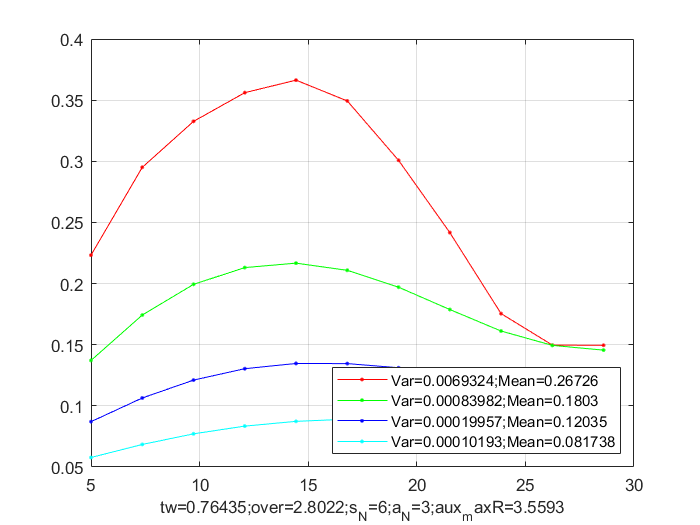 0.4
0.35
0.3
0.25
0.2
0.15
0.1
0.05
Var=0.0069324;Mean=0.26726
Var=0.00083982;Mean=0.1803
Var=0.00019957;Mean=0.12035
Var=0.00010193;Mean=0.081738
5 10 15 20 25 30
tw=0.76435;over=2.8022;s_N=6;a_N=3;aux_maxR=3.5593